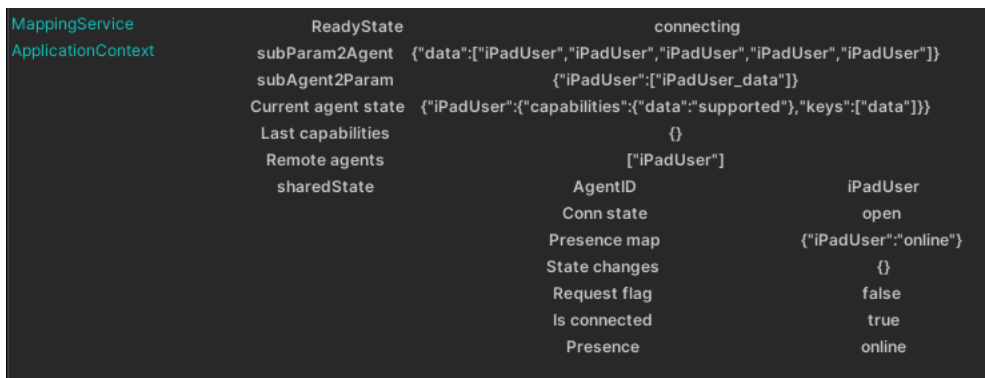 MappingService
ApplicationContext
ReadyState connecting
subParam2Agent {"data":["iPadUser","iPadUser","iPadUser","iPadUser","iPadUser"]}
subAgent2Param {"iPadUser":["iPadUser_data"]}
Current agent state {"iPadUser":{"capabilities":{"data":"supported"},"keys":["data"]}}
Last capabilities {}
Remote agents ["iPadUser"]
sharedState AgentID iPadUser
Conn state open
Presence map {"iPadUser":"online"}
State changes {}
Request flag false
Is connected true
Presence online